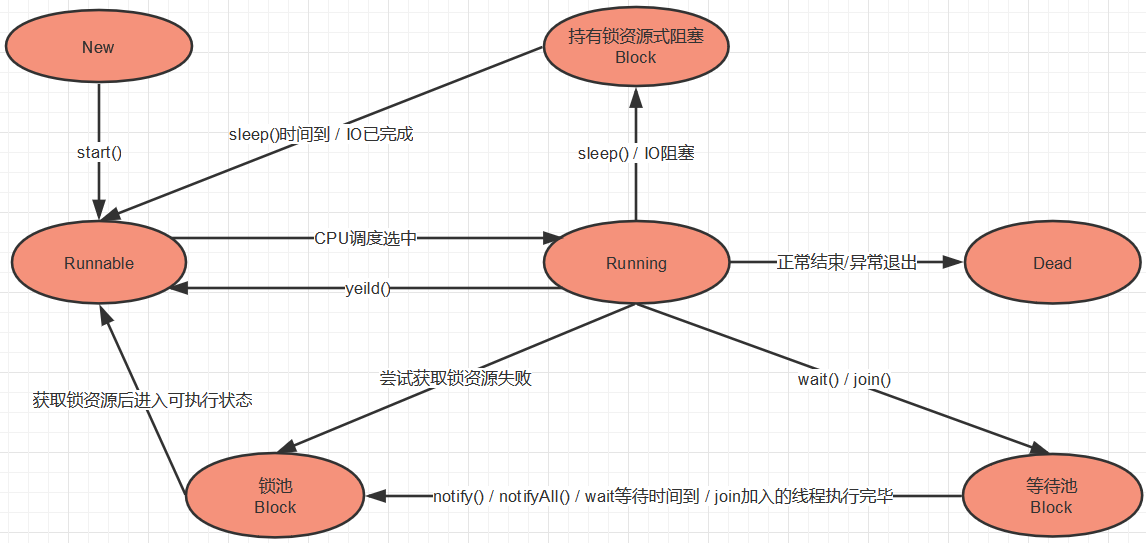 New
持有锁资源式阻塞
Block
sleep()时间到 / IO已完成
start()
sleep() / IO阻塞
CPU调度选中
Runnable
Running
正常结束/异常退出
Dead
yeild()
尝试获取锁资源失败
wait() / join()
获取锁资源后进入可执行状态
锁池
Block
notify() / notifyAll() / wait等待时间到 / join加入的线程执行完毕
等待池
Block